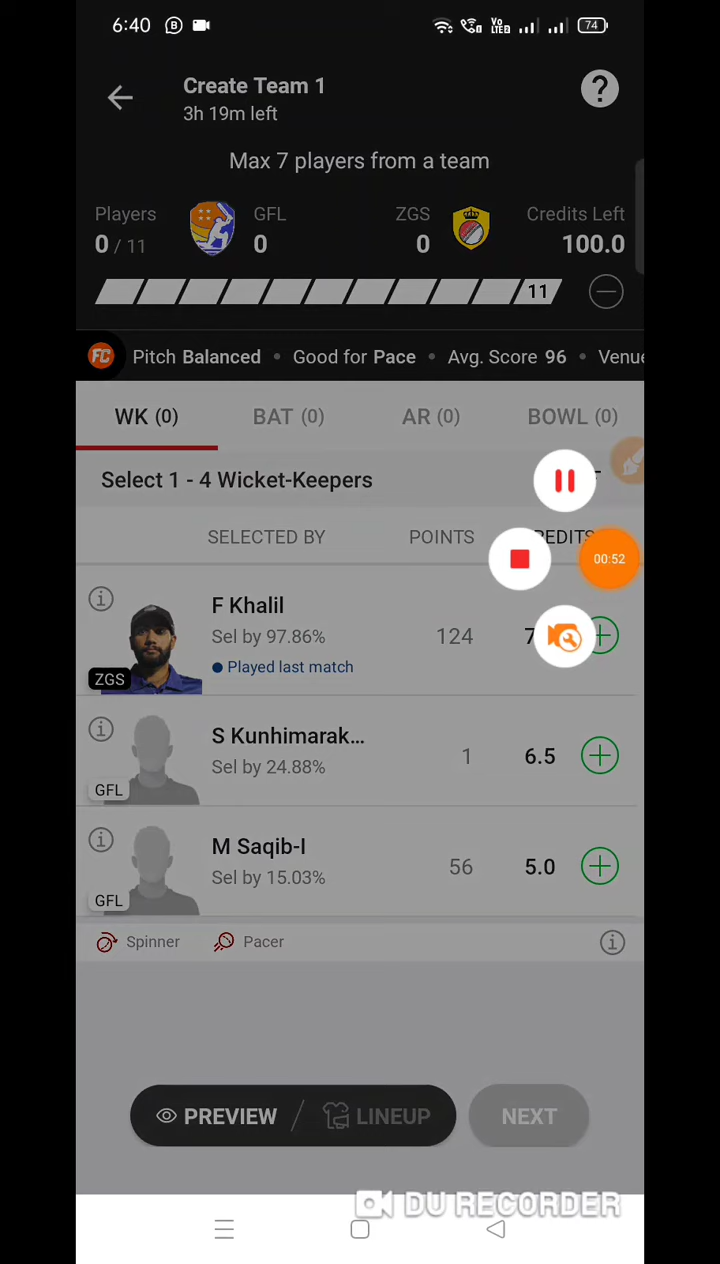 6:40
VO LTE
74
Create Team 1
3h 19m left
Max 7 players from a team
Players
GFL
ZGS
Credits Left
0 / 11
0
0
100.0
11
FC Pitch Balanced • Good for Pace • Avg. Score 96 • Venue
WK (0) BAT (0) AR (0) BOWL (0)
Select 1 - 4 Wicket-Keepers
SELECTED BY POINTS
00:52
F Khalil
Sel by 97.86% 124
Played last match
ZGS
S Kunhimarak...
Sel by 24.88% 1 6.5
GFL
M Saqib-I
Sel by 15.03% 56 5.0
GFL
Spinner Pacer
PREVIEW / LINEUP NEXT
DU RECORDER